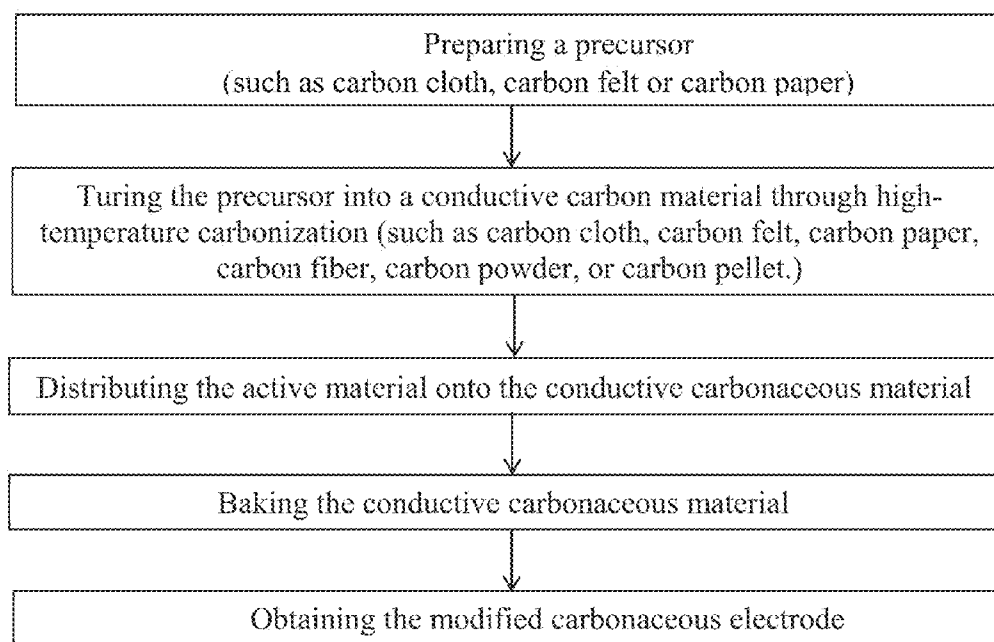 Preparing a precursor
(such as carbon cloth, carbon felt or carbon paper)
Turing the precursor into a conductive carbon material through high-
temperature carbonization (such as carbon cloth, carbon felt, carbon paper,
carbon fiber, carbon powder, or carbon pellet.)
Distributing the active material onto the conductive carbonaceous material
Baking the conductive carbonaceous material
Obtaining the modified carbonaceous electrode